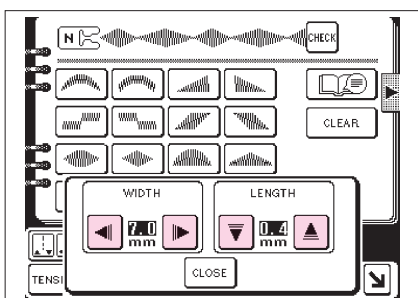 N
CHECK
CLEAR
WIDTH
LENGTH
7.0
mm
0.4
mm
CLOSE
TENSI